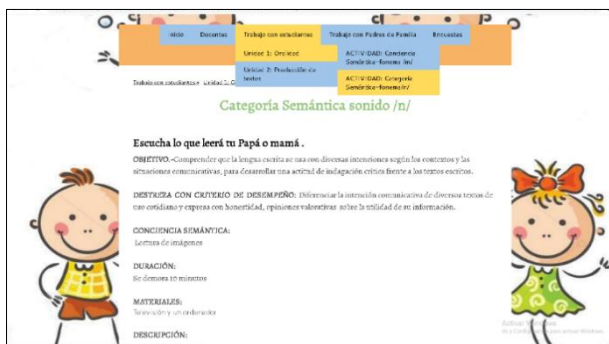 Inicio Docentes Trabajo con estudiantes Trabajo con Padres de Familia Encuestas
Unidad 1: Oralidad
Unidad 2: Producción de textos
ACTIVIDAD: Conciencia Semántica-fonema /m/
ACTIVIDAD: Categoría Semántica-fonema/n/
Trabajo con estudiantes > Unidad 1: O
Categoría Semántica sonido /n/
Escucha lo que leerá tu Papá o mamá .
OBJETIVO.-Comprender que la lengua escrita se usa con diversas intenciones según los contextos y las
situaciones comunicativas, para desarrollar una actitud de indagación crítica frente a los textos escritos.
DESTREZA CON CRITERIO DE DESEMPEÑO: Diferenciar la intención comunicativa de diversos textos de
uso cotidiano y expresa con honestidad, opiniones valorativas sobre la utilidad de su información.
CONCIENCIA SEMÁNTICA:
Lectura de imágenes
DURACIÓN:
Se demora 10 minutos
MATERIALES:
Televisión y un ordenador
DESCRIPCIÓN:
Activar Windows